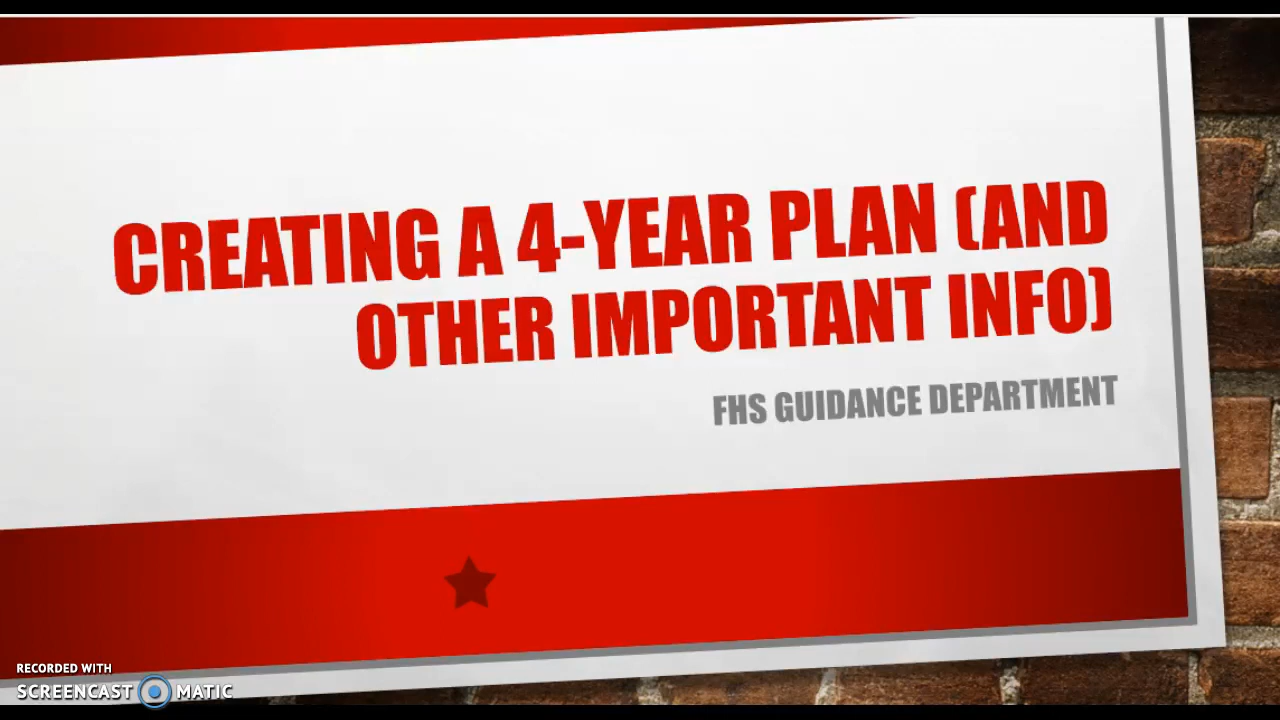 CREATING A 4-YEAR PLAN (AND
OTHER IMPORTANT INFO)
FHS GUIDANCE DEPARTMENT
RECORDED WITH
SCREENCAST MATIC